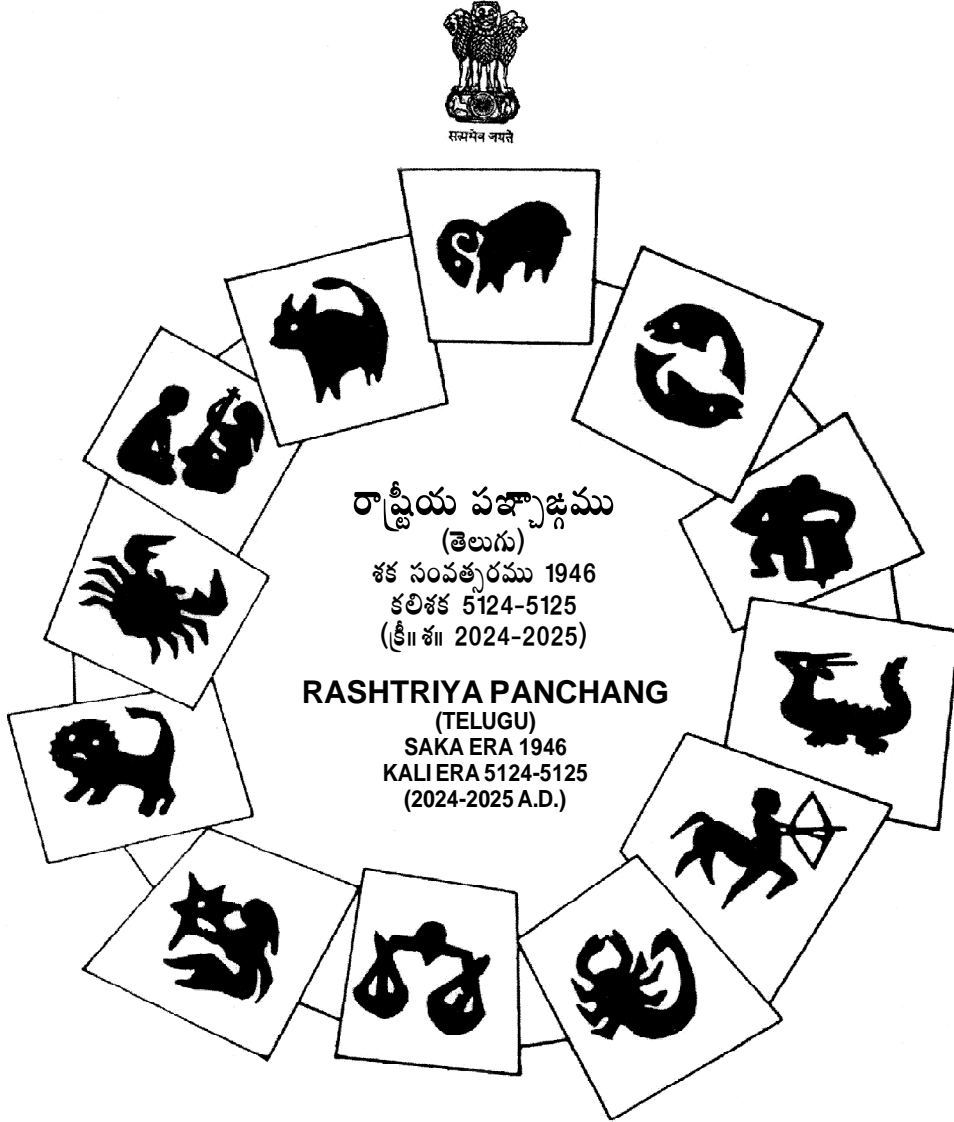 सत्यमेव जयते
రాష్ట్రీయ పఞ్చాఙ్గము
(తెలుగు)
శక సంవత్సరము 1946
కలిశక 5124-5125
(క్రీ॥ శ॥ 2024-2025)
RASHTRIYA PANCHANG
(TELUGU)
SAKA ERA 1946
KALI ERA 5124-5125
(2024-2025 A.D.)